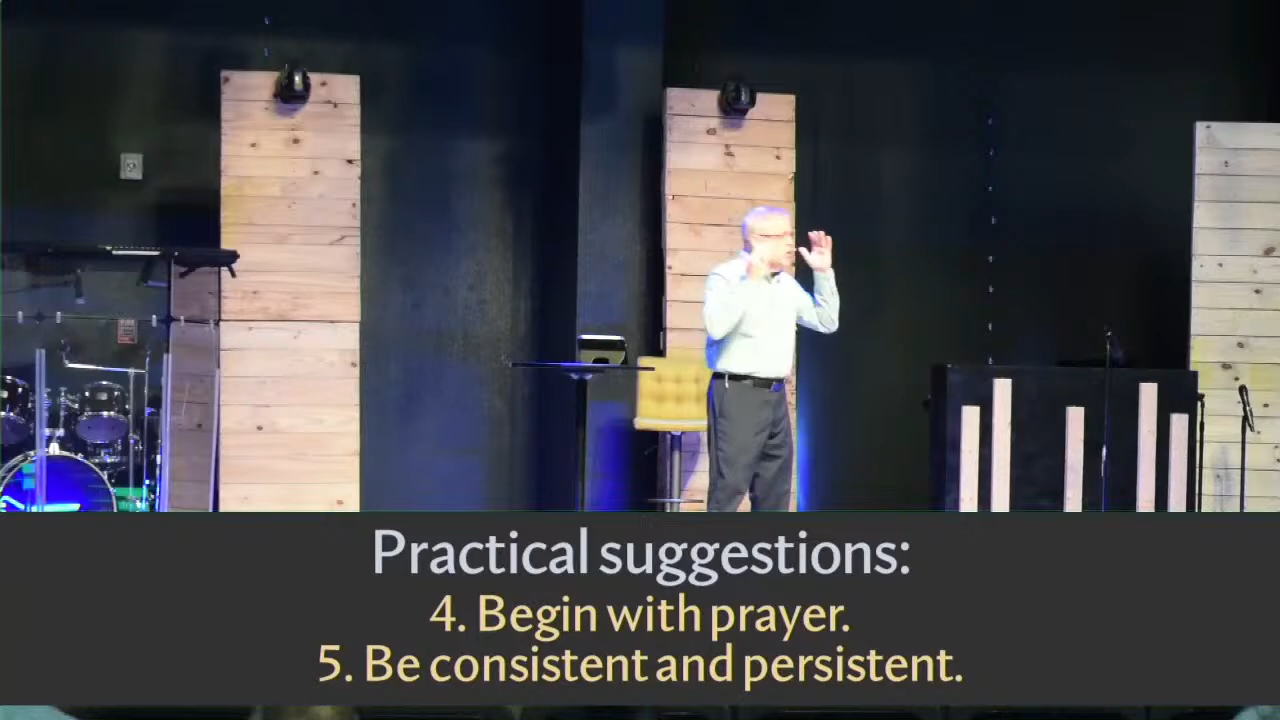 Practical suggestions:
4. Begin with prayer.
5. Be consistent and persistent.